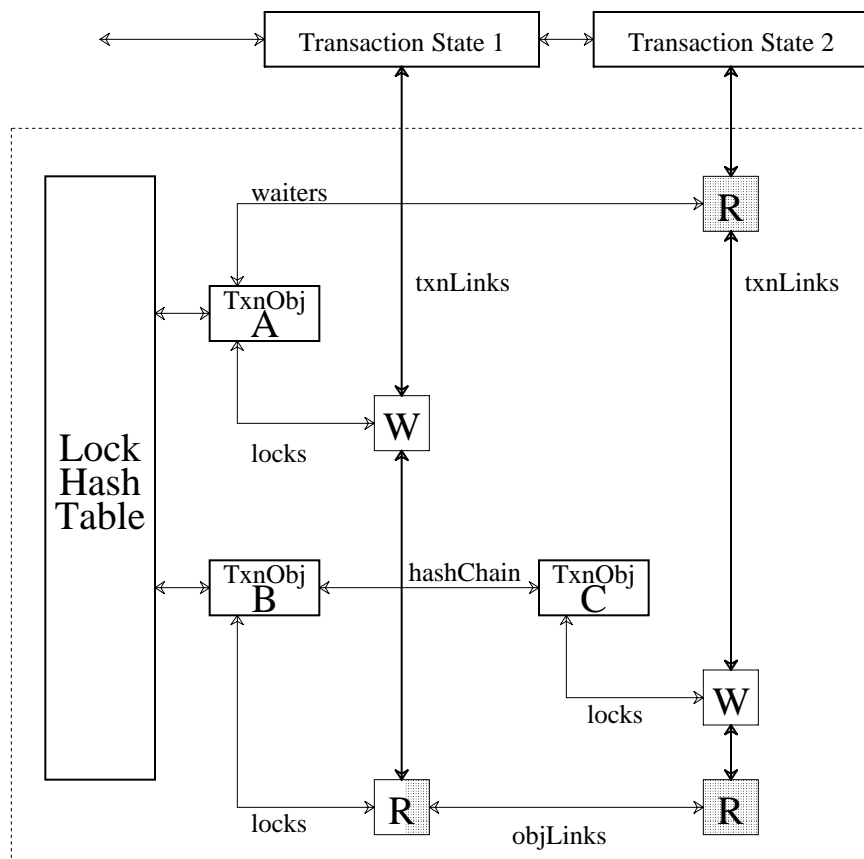 Transaction State 1
Transaction State 2
waiters
R
TxnObj
A
txnLinks
txnLinks
W
locks
Lock
Hash
Table
TxnObj
B
hashChain
TxnObj
C
locks
W
locks
R
objLinks
R